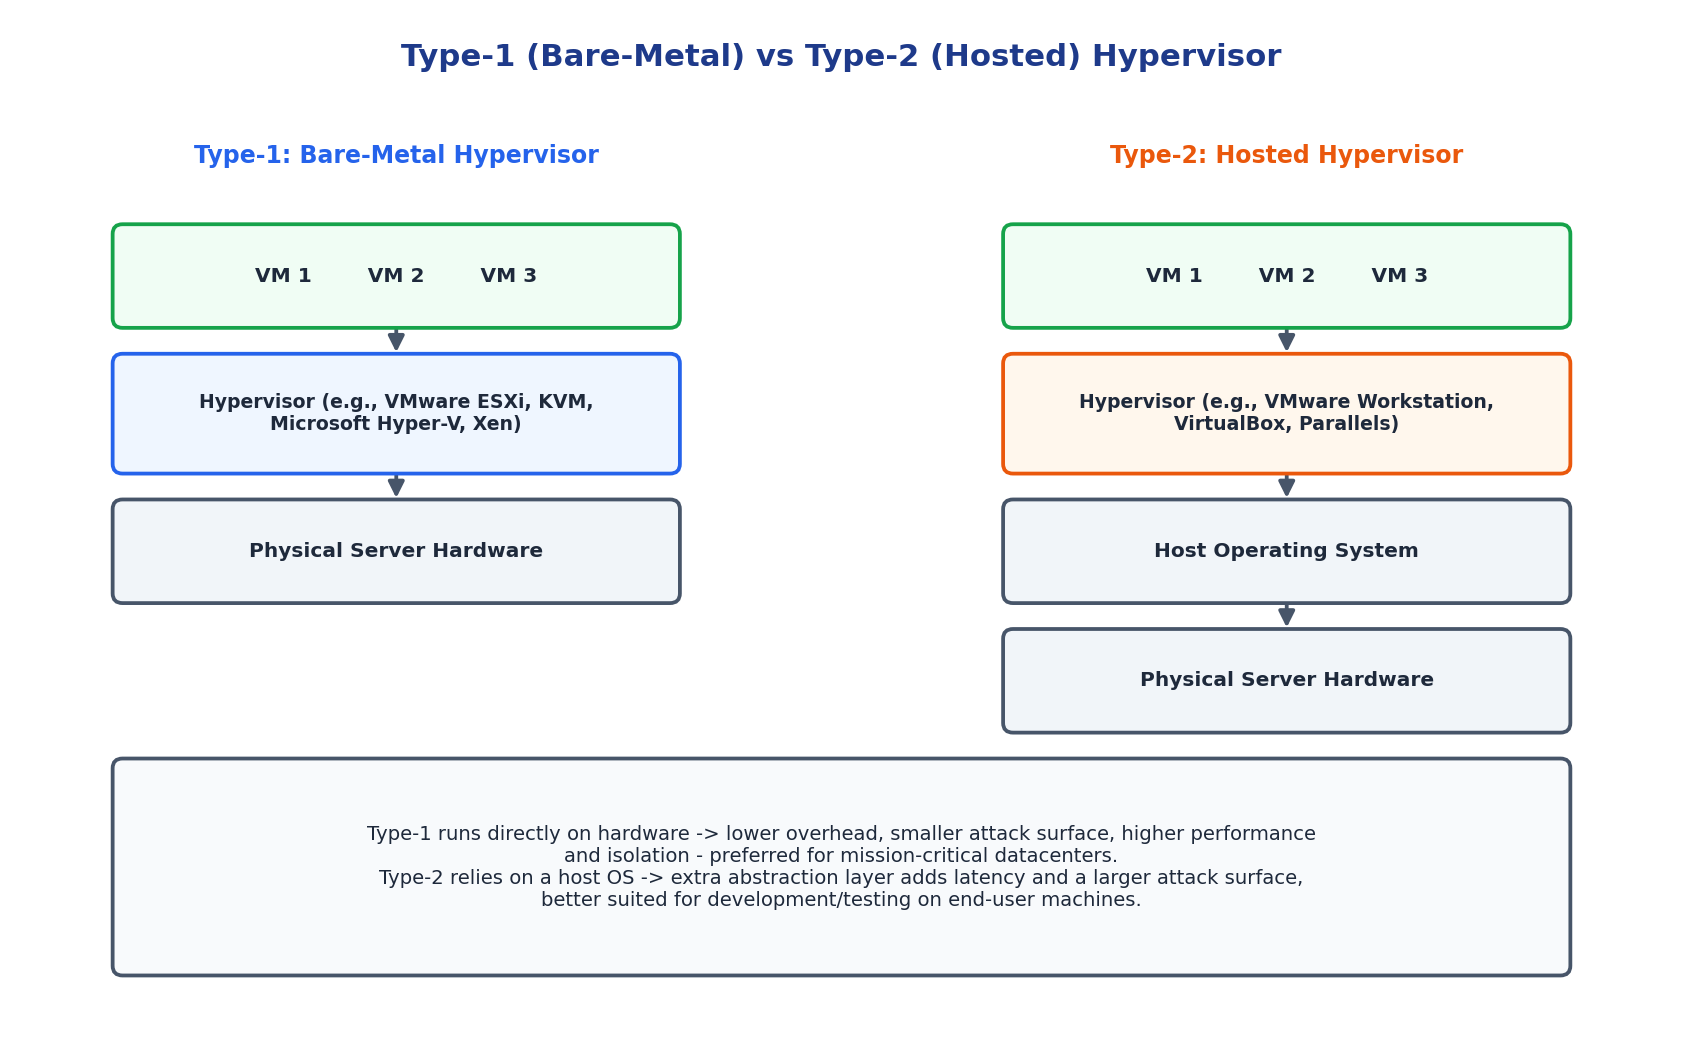 Type-1 (Bare-Metal) vs Type-2 (Hosted) Hypervisor
Type-1: Bare-Metal Hypervisor
VM 1 VM 2 VM 3
Hypervisor (e.g., VMware ESXi, KVM,
Microsoft Hyper-V, Xen)
Physical Server Hardware
Type-2: Hosted Hypervisor
VM 1 VM 2 VM 3
Hypervisor (e.g., VMware Workstation,
VirtualBox, Parallels)
Host Operating System
Physical Server Hardware
Type-1 runs directly on hardware -> lower overhead, smaller attack surface, higher performance
and isolation - preferred for mission-critical datacenters.
Type-2 relies on a host OS -> extra abstraction layer adds latency and a larger attack surface,
better suited for development/testing on end-user machines.